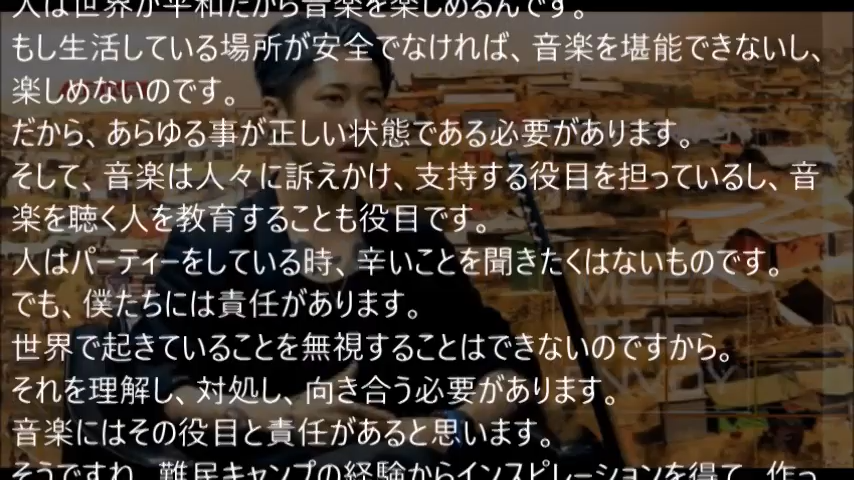 人は世界が平和だから音楽を楽しめるんです。
もし生活している場所が安全でなければ、音楽を堪能できないし、
楽しめないのです。
だから、あらゆる事が正しい状態である必要があります。
そして、音楽は人々に訴えかけ、支持する役目を担っているし、音
楽を聴く人を教育することも役目です。
人はパーティーをしている時、辛いことを聞きたくはないものです。
でも、僕たちには責任があります。
世界で起きていることを無視することはできないのですから。
それを理解し、対処し、向き合う必要があります。
音楽にはその役目と責任があると思います。
そうですね、難民キャンプの経験からインスピレーションを得て、作っ
MEET
THE
ENVOY